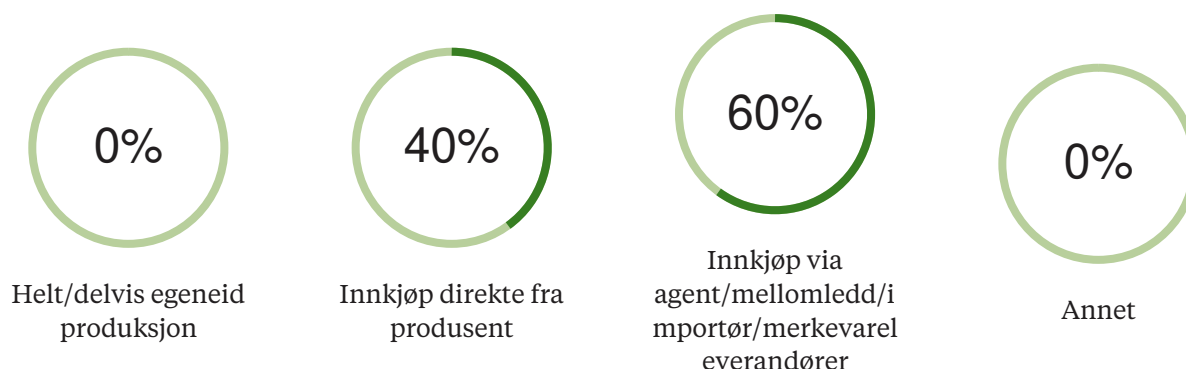 0%
Helt/delvis egeneid
produksjon
40%
Innkjøp direkte fra
produsent
60%
Innkjøp via
agent/mellomledd/i
mportør/merkevarel
everandører
0%
Annet